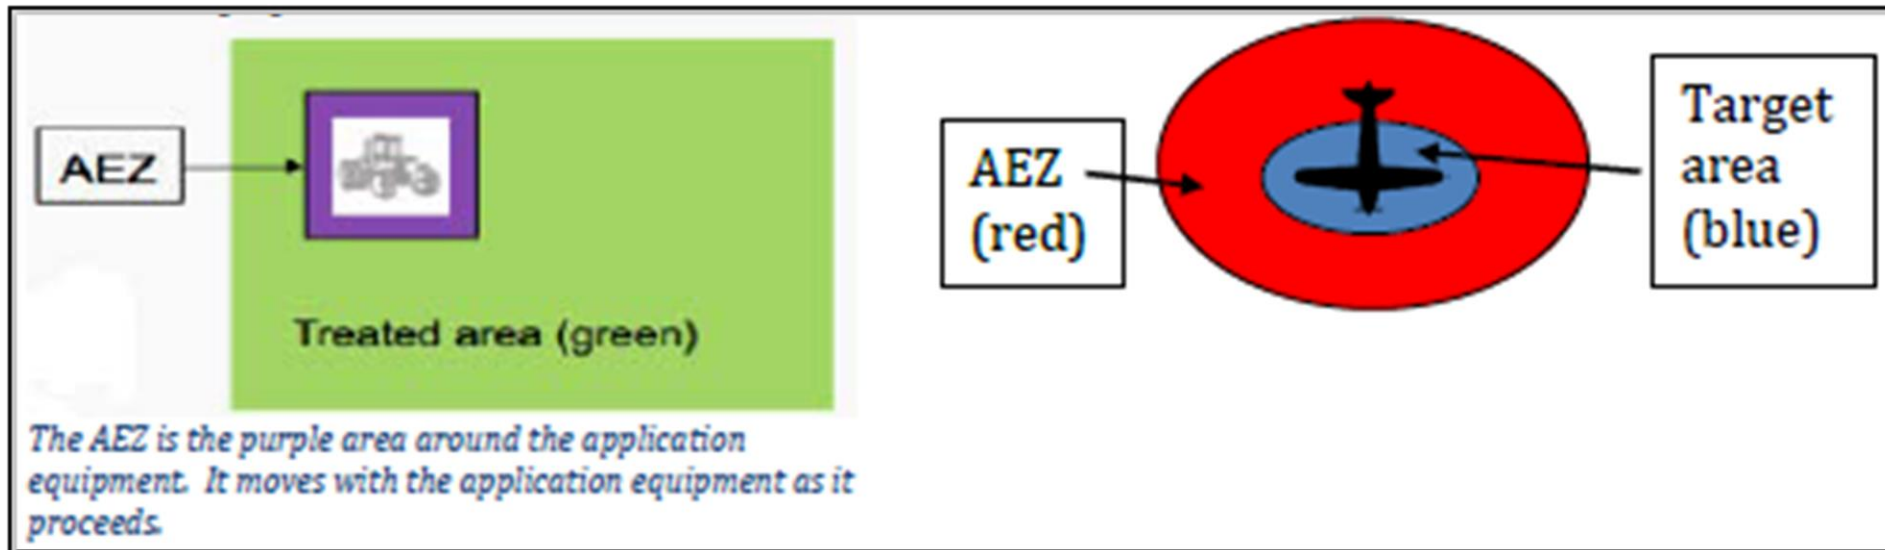 AEZ
Treated area (green)
The AEZ is the purple area around the application
equipment. It moves with the application equipment as it
proceeds.
AEZ
(red)
Target
area
(blue)